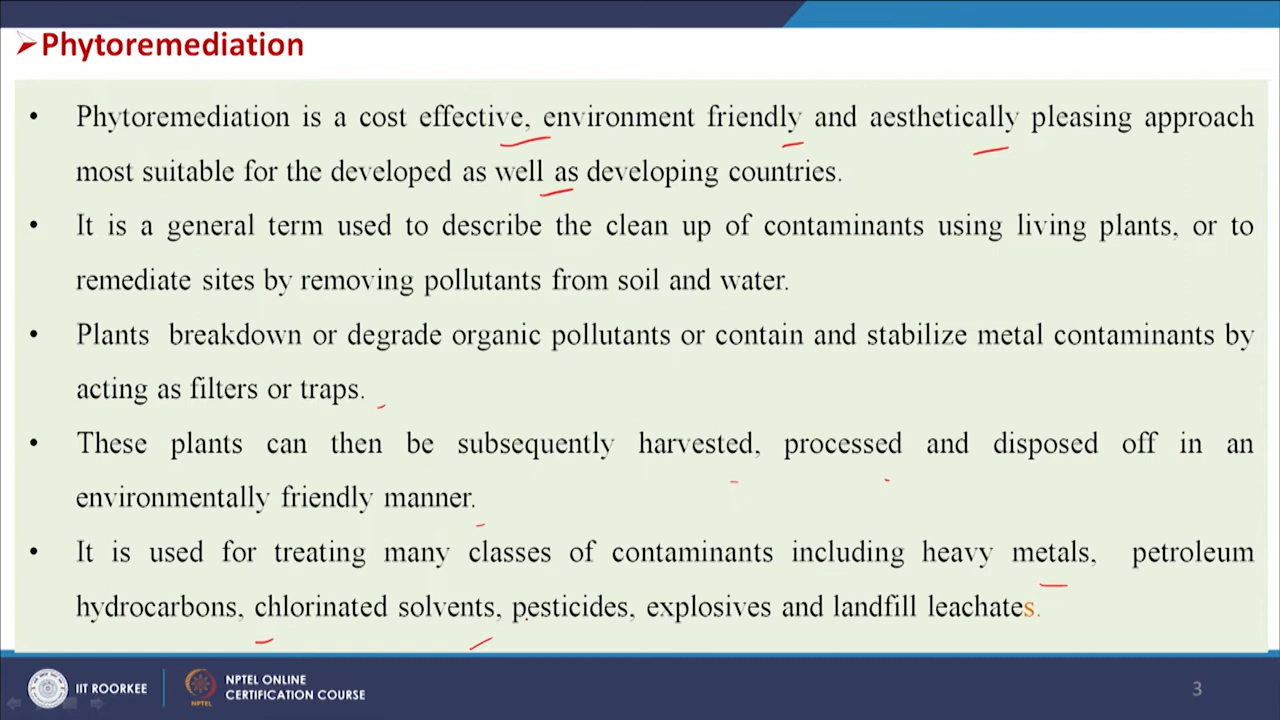 Phytoremediation
• Phytoremediation is a cost effective, environment friendly and aesthetically pleasing approach
most suitable for the developed as well as developing countries.
• It is a general term used to describe the clean up of contaminants using living plants, or to
remediate sites by removing pollutants from soil and water.
• Plants breakdown or degrade organic pollutants or contain and stabilize metal contaminants by
acting as filters or traps.
• These plants can then be subsequently harvested, processed and disposed off in an
environmentally friendly manner.
• It is used for treating many classes of contaminants including heavy metals, petroleum
hydrocarbons, chlorinated solvents, pesticides, explosives and landfill leachates.
IIT ROORKEE
NPTEL
NPTEL ONLINE
CERTIFICATION COURSE
3